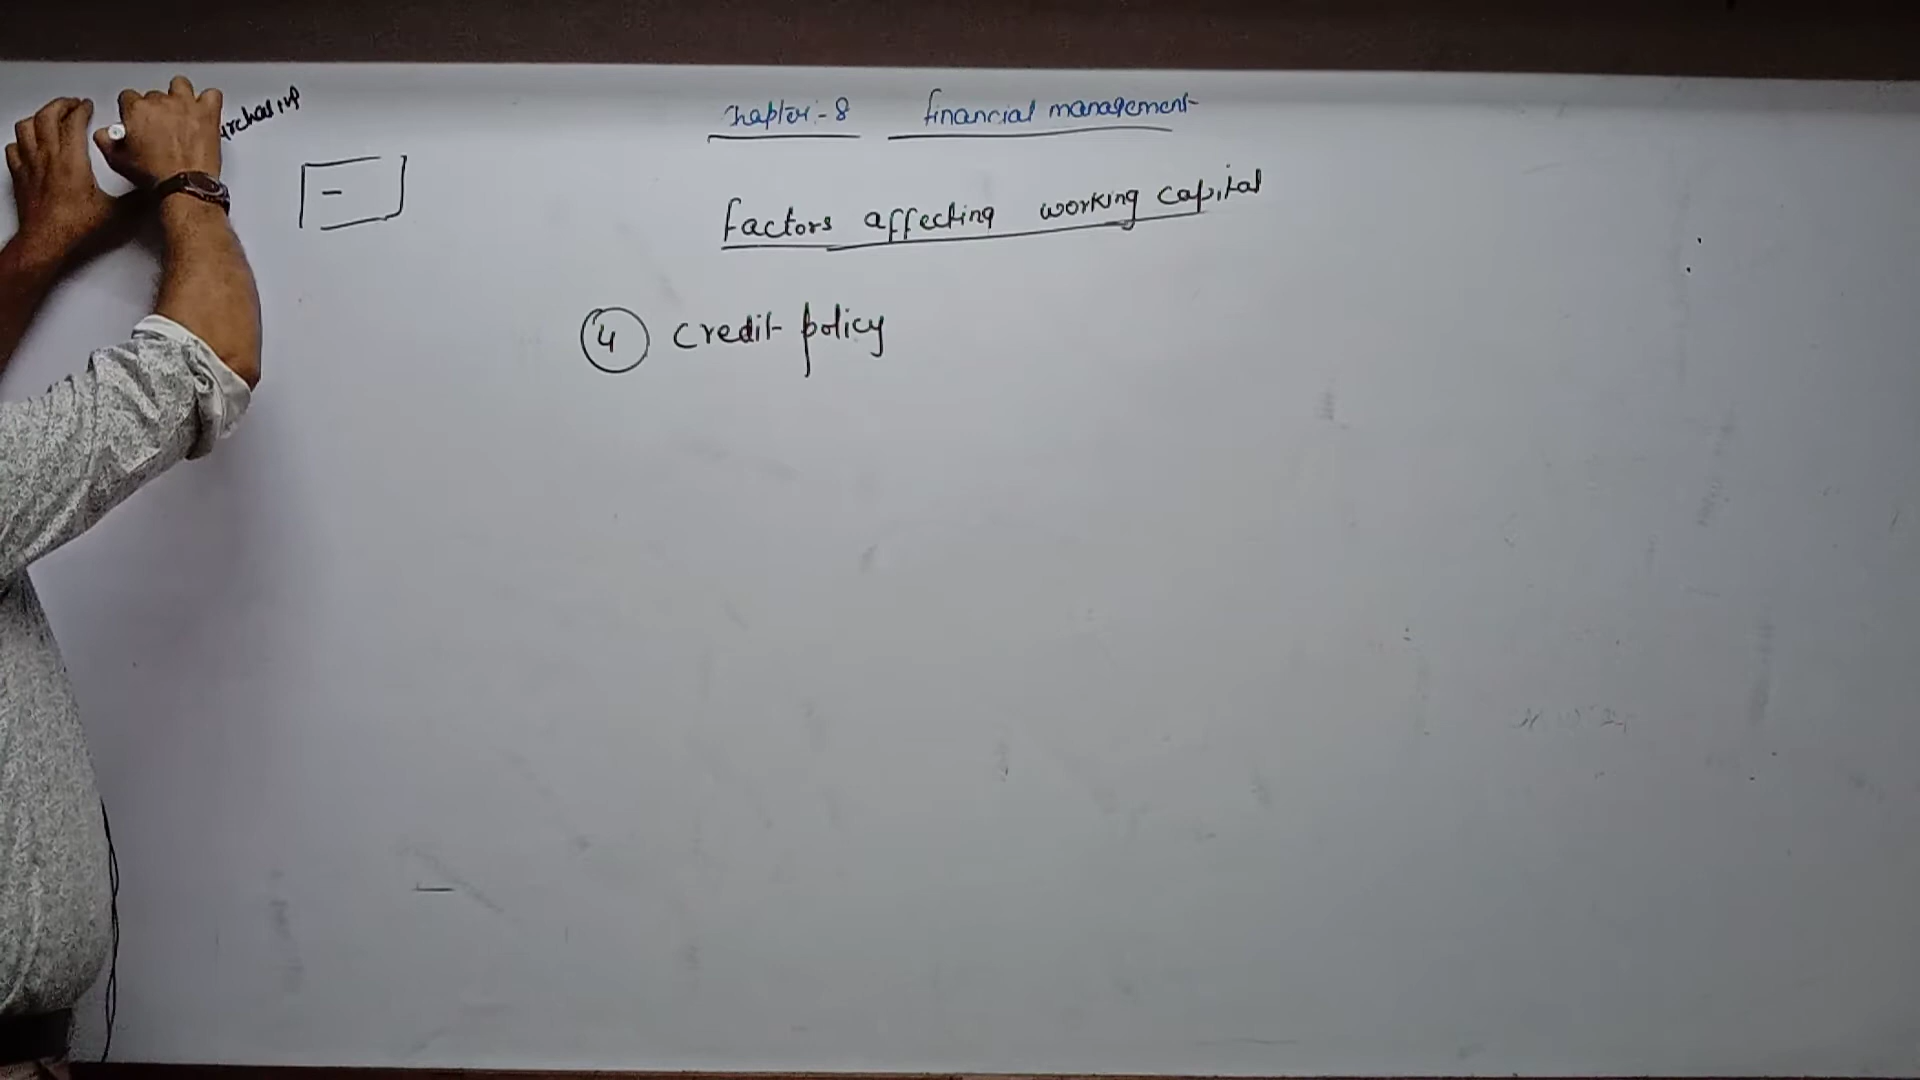 Chapter:-8 financial management
factors affecting working capital
④ credit policy